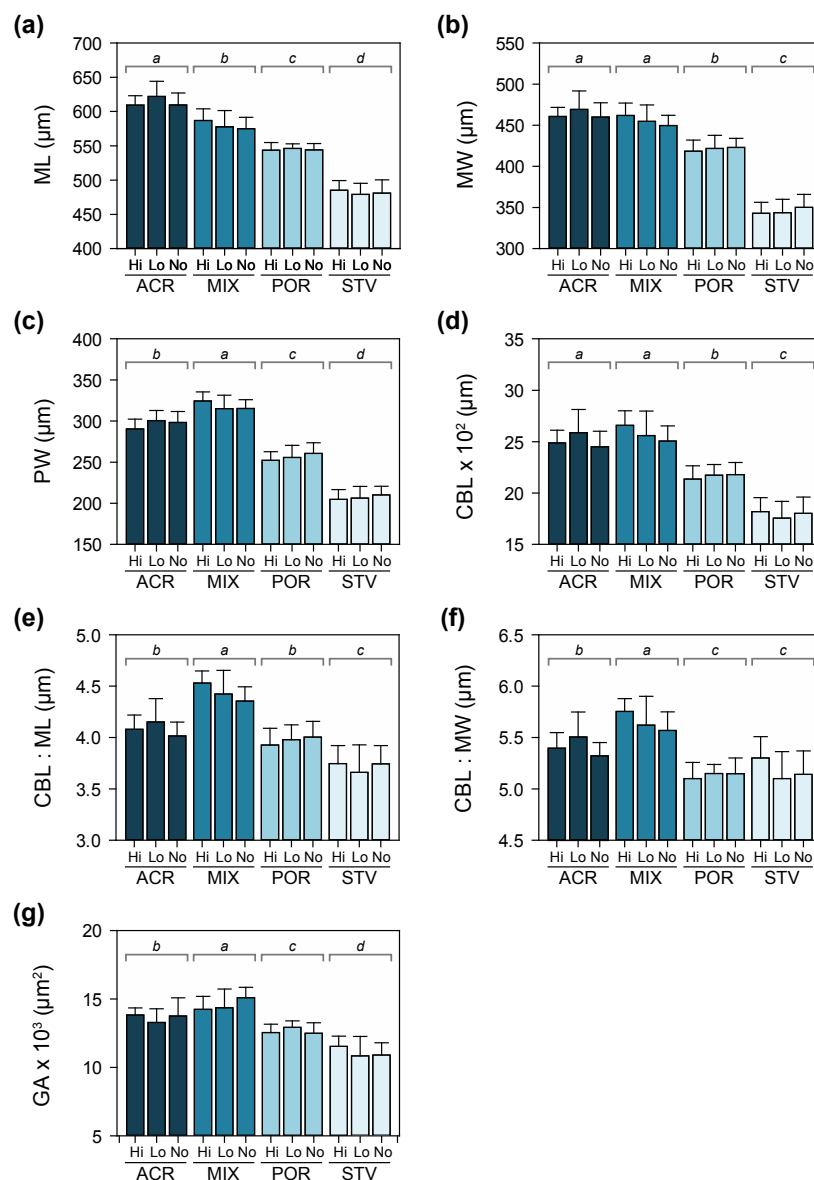 (a)
700
650
600
550
500
450
400
ML (µm)
a b c d
Hi Lo No Hi Lo No Hi Lo No Hi Lo No
ACR MIX POR STV
(b)
550
500
450
400
350
300
MW (µm)
a a b c
Hi Lo No Hi Lo No Hi Lo No Hi Lo No
ACR MIX POR STV
(c)
400
350
300
250
200
150
PW (µm)
b a c d
Hi Lo No Hi Lo No Hi Lo No Hi Lo No
ACR MIX POR STV
(d)
35
30
25
20
15
CBL x 10² (µm)
a a b c
Hi Lo No Hi Lo No Hi Lo No Hi Lo No
ACR MIX POR STV
(e)
5.0
4.5
4.0
3.5
3.0
CBL : ML (µm)
b a b c
Hi Lo No Hi Lo No Hi Lo No Hi Lo No
ACR MIX POR STV
(f)
6.5
6.0
5.5
5.0
4.5
CBL : MW (µm)
b a c c
Hi Lo No Hi Lo No Hi Lo No Hi Lo No
ACR MIX POR STV
(g)
20
15
10
5
GA x 10³ (µm²)
b a c d
Hi Lo No Hi Lo No Hi Lo No Hi Lo No
ACR MIX POR STV